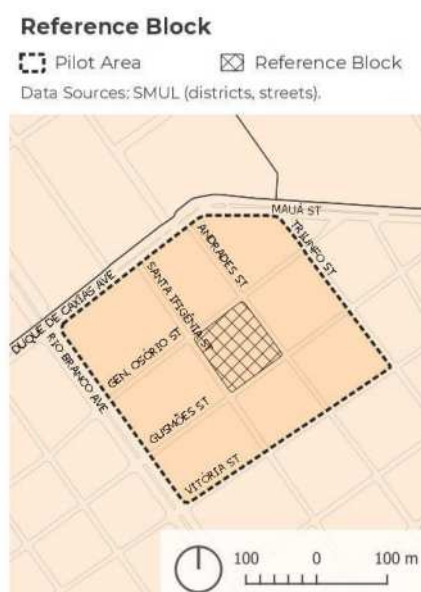 Reference Block
Pilot Area
Reference Block
Data Sources: SMUL (districts, streets).
MAUÁ ST
TRIUNFO ST
ANDRADES ST
SANTA IFIGÊNIA ST
DUQUE DE CAXIAS AVE
GEN. OSÓRIO ST
RIO BRANCO AVE
GUSMÕES ST
VITÓRIA ST
100 0 100 m